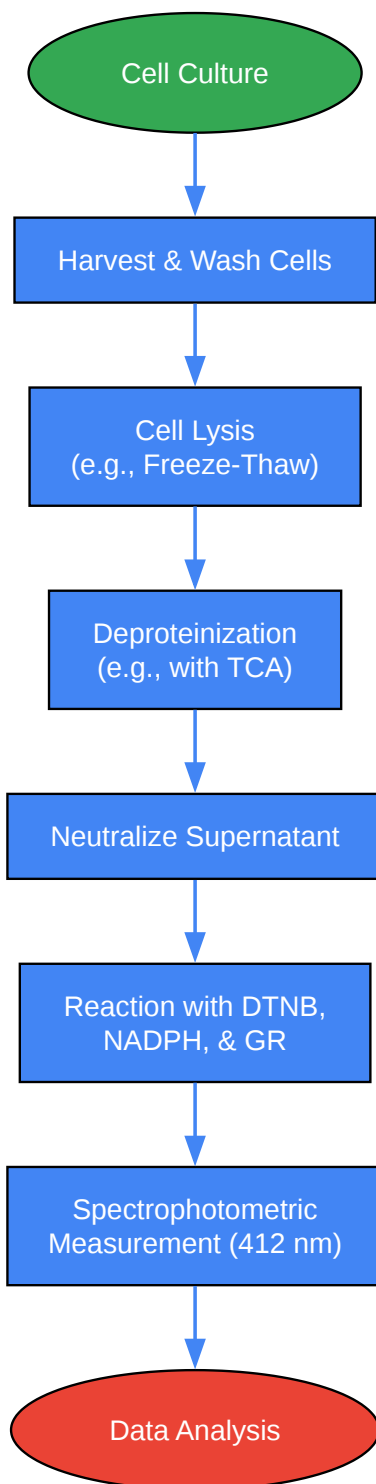 Cell Culture
Harvest & Wash Cells
Cell Lysis
(e.g., Freeze-Thaw)
Deproteinization
(e.g., with TCA)
Neutralize Supernatant
Reaction with DTNB,
NADPH, & GR
Spectrophotometric
Measurement (412 nm)
Data Analysis